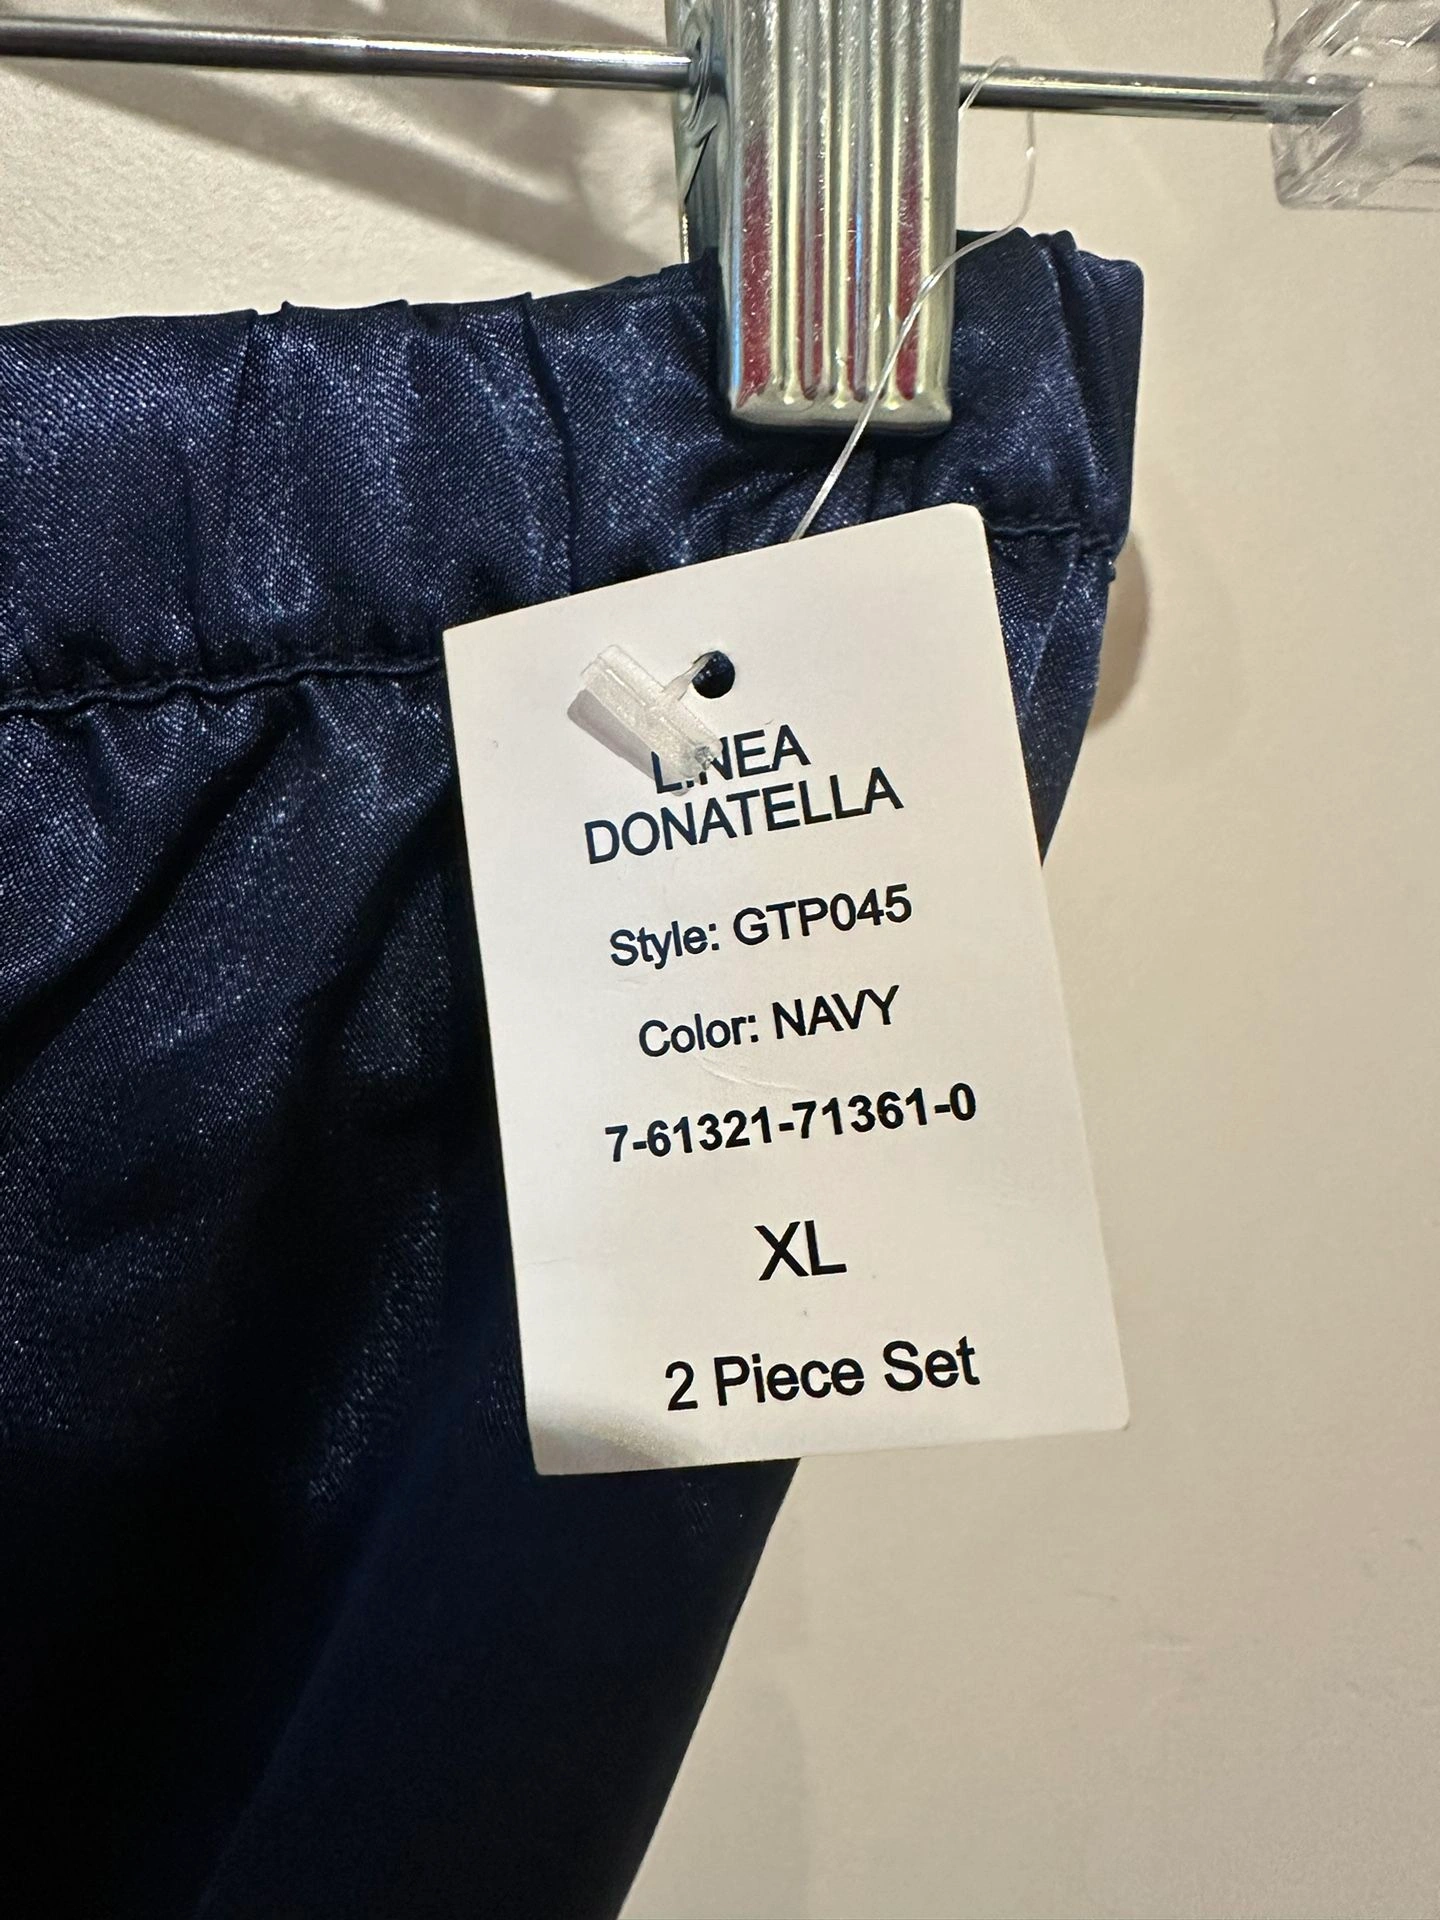 LINEA
DONATELLA
Style: GTP045
Color: NAVY
7-61321-71361-0
XL
2 Piece Set